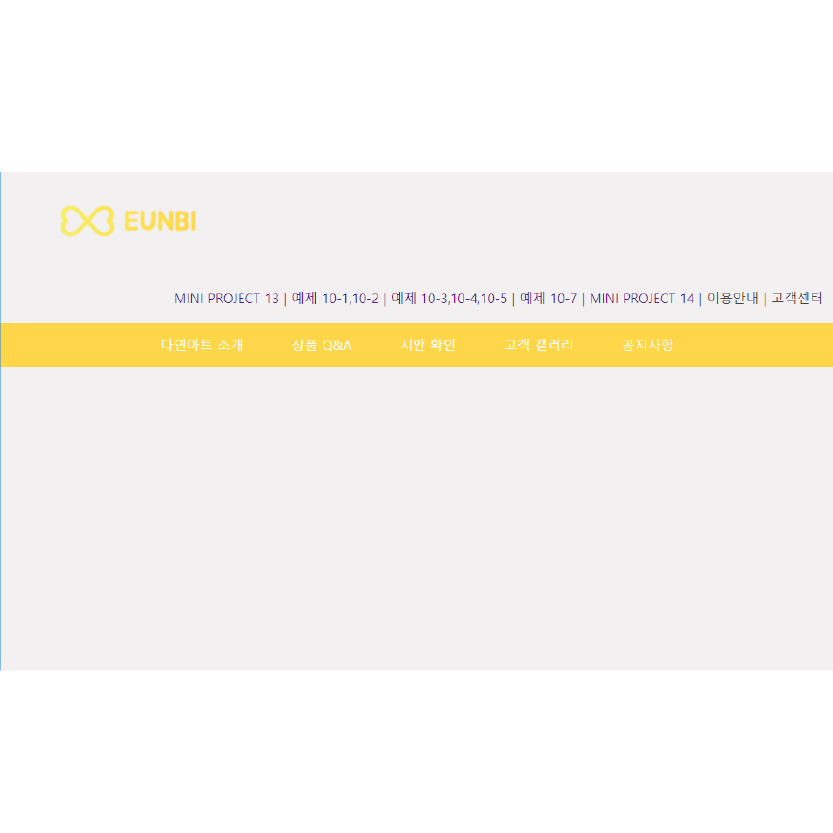 EUNBI
MINI PROJECT 13 | 예제 10-1,10-2 | 예제 10-3,10-4,10-5 | 예제 10-7 | MINI PROJECT 14 | 이용안내 | 고객센터
다연아트 소개 상품 Q&A 시안 확인 고객 갤러리 공지사항